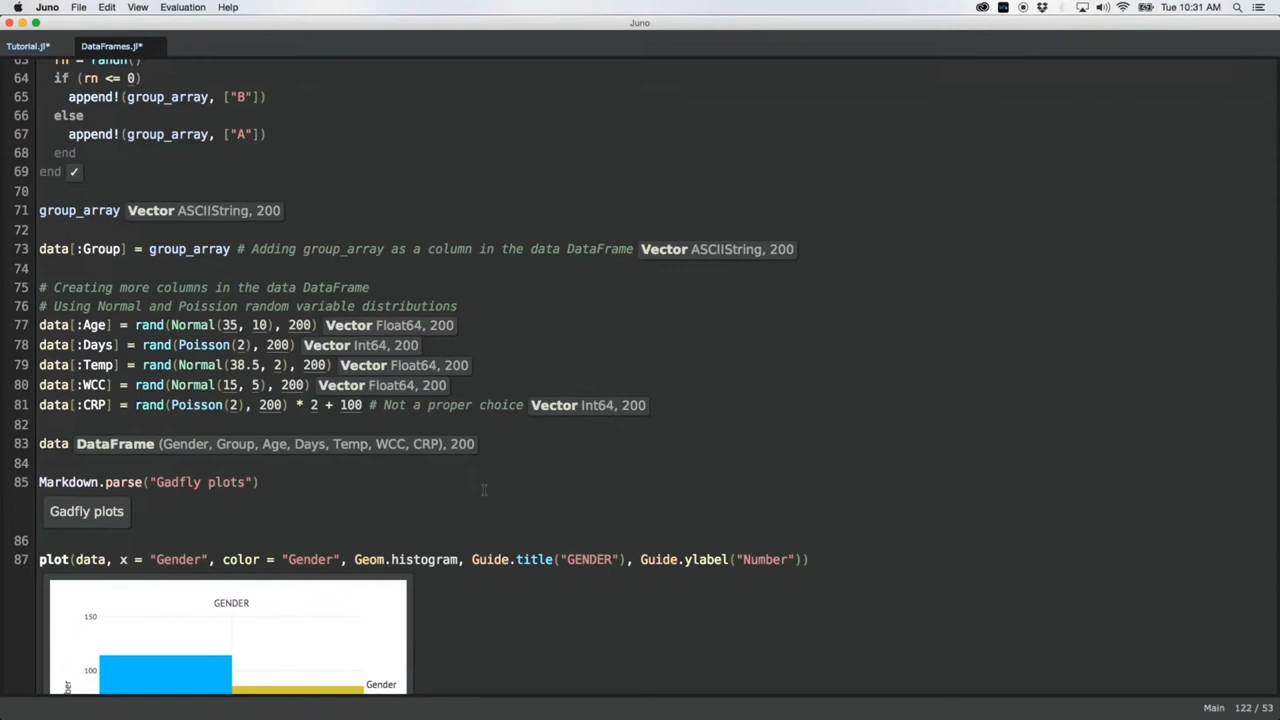 Juno File Edit View Evaluation Help Tue 10:31 AM
Juno
Tutorial.jl* DataFrames.jl*
63 rn = randn()
64 if (rn <= 0)
65 append!(group_array, ["B"])
66 else
67 append!(group_array, ["A"])
68 end
69 end ✓
70
71 group_array Vector ASCIIString, 200
72
73 data[:Group] = group_array # Adding group_array as a column in the data DataFrame Vector ASCIIString, 200
74
75 # Creating more columns in the data DataFrame
76 # Using Normal and Poission random variable distributions
77 data[:Age] = rand(Normal(35, 10), 200) Vector Float64, 200
78 data[:Days] = rand(Poisson(2), 200) Vector Int64, 200
79 data[:Temp] = rand(Normal(38.5, 2), 200) Vector Float64, 200
80 data[:WCC] = rand(Normal(15, 5), 200) Vector Float64, 200
81 data[:CRP] = rand(Poisson(2), 200) * 2 + 100 # Not a proper choice Vector Int64, 200
82
83 data DataFrame (Gender, Group, Age, Days, Temp, WCC, CRP), 200
84
85 Markdown.parse("Gadfly plots")
Gadfly plots
86
87 plot(data, x = "Gender", color = "Gender", Geom.histogram, Guide.title("GENDER"), Guide.ylabel("Number"))
GENDER
150
100
Gender
Main 122 / 53